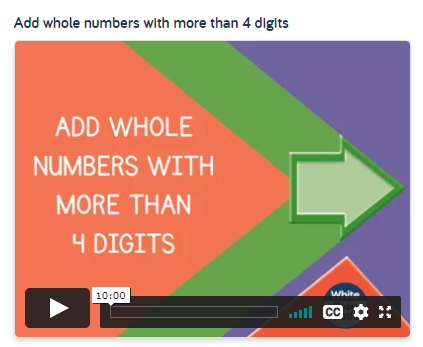 Add whole numbers with more than 4 digits
ADD WHOLE
NUMBERS WITH
MORE THAN
4 DIGITS
White
10:00
CC